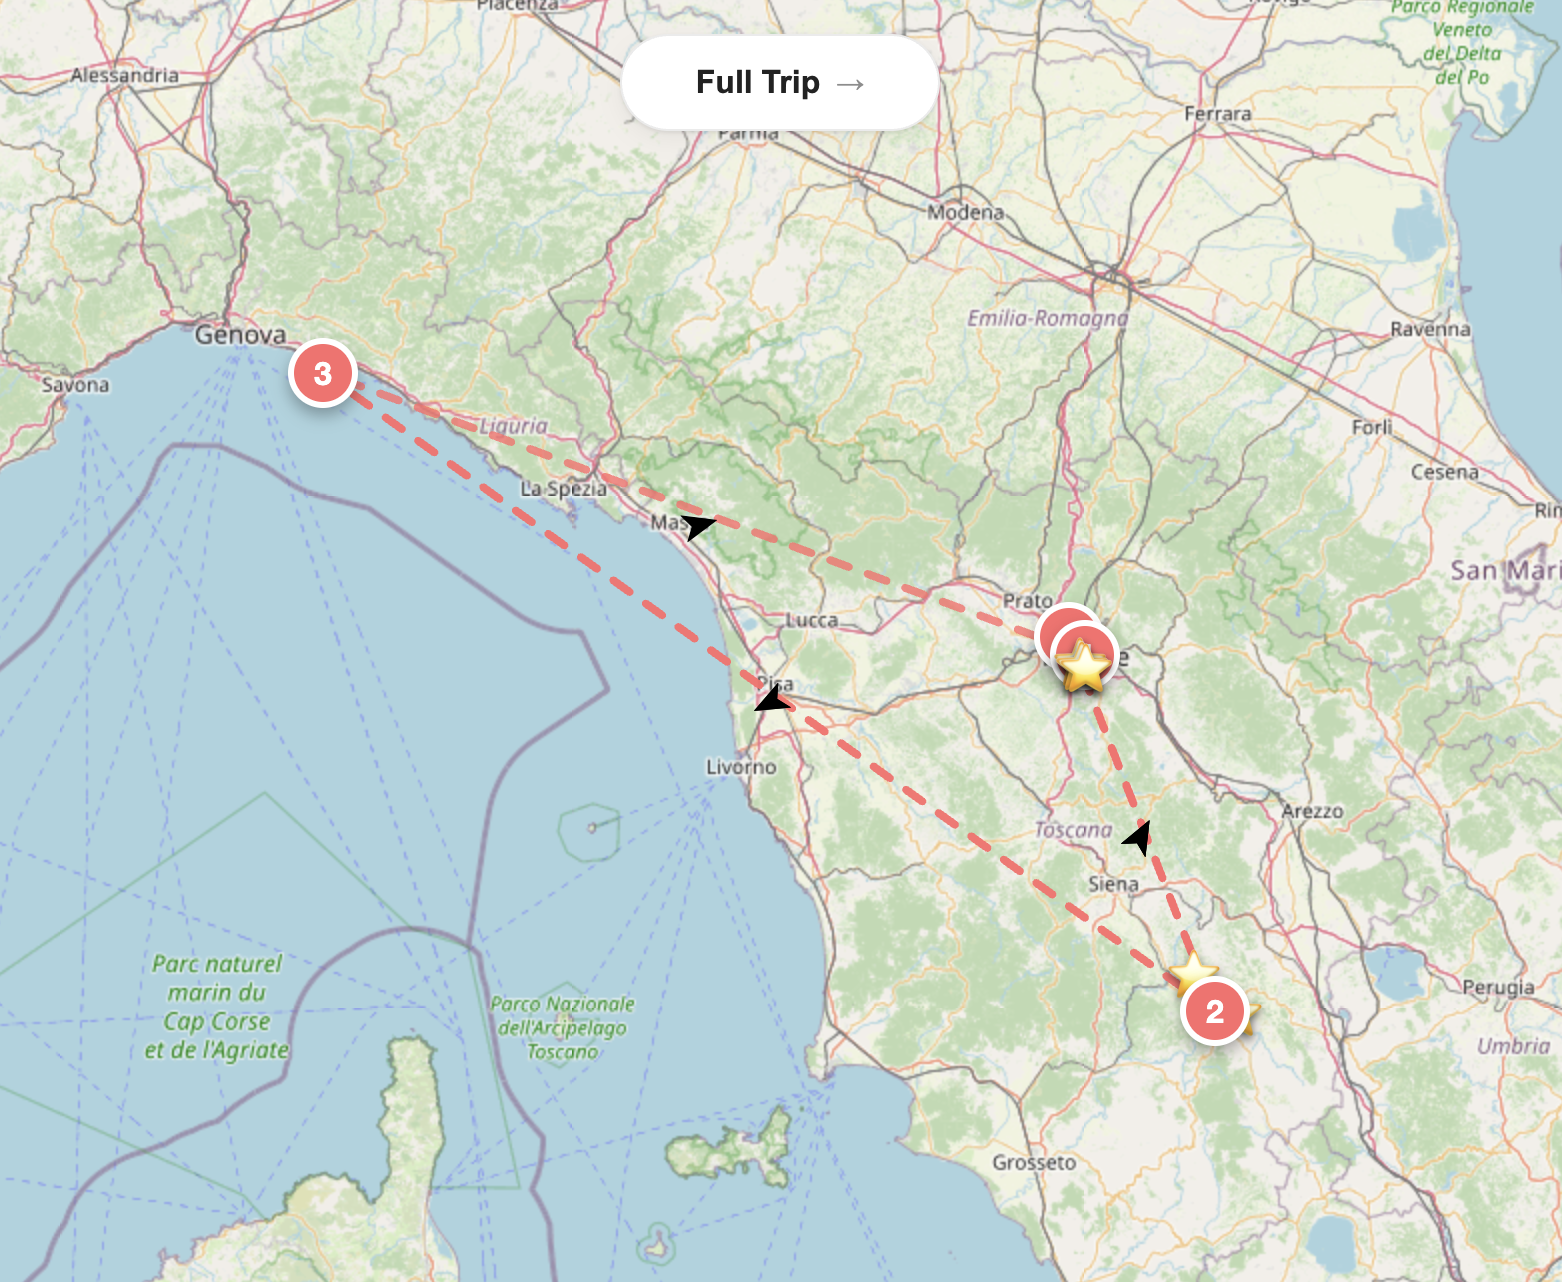 Piacenza
Parco Regionale
Veneto
del Delta
del Po
Alessandria
Full Trip →
Ferrara
Parma
Modena
Emilia-Romagna
Ravenna
Genova
3
Savona
Liguria
Forlì
Cesena
La Spezia
Mas
Rim
San Mari
Prato
Lucca
e
Pisa
Livorno
Arezzo
Toscana
Siena
Parc naturel
marin du
Cap Corse
et de l'Agriate
Parco Nazionale
dell'Arcipelago
Toscano
Perugia
2
Umbria
Grosseto